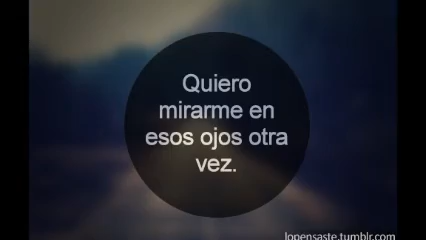 Quiero
mirarme en
esos ojos otra
vez.
lopensaste.tumblr.com